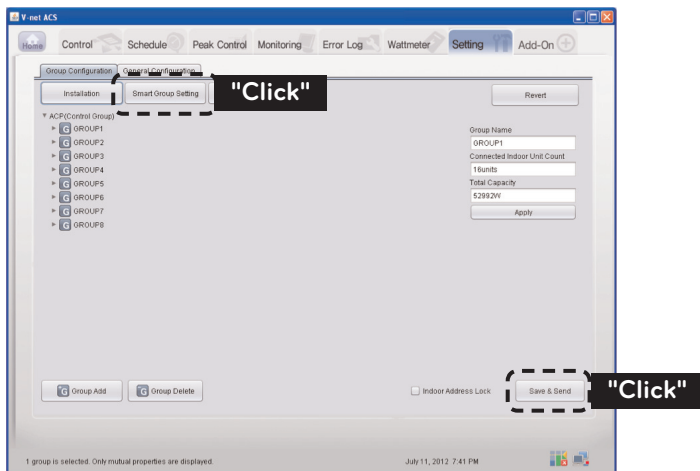 V-net ACS
Home Control Schedule Peak Control Monitoring Error Log Wattmeter Setting Add-On
Group Configuration General Configuration
Installation Smart Group Setting "Click" Revert
ACP(Control Group)
G GROUP1
G GROUP2
G GROUP3
G GROUP4
G GROUP5
G GROUP6
G GROUP7
G GROUP8
Group Name
GROUP1
Connected Indoor Unit Count
16units
Total Capacity
52992W
Apply
G Group Add G Group Delete Indoor Address Lock Save & Send "Click"
1 group is selected. Only mutual properties are displayed. July 11, 2012 7:41 PM